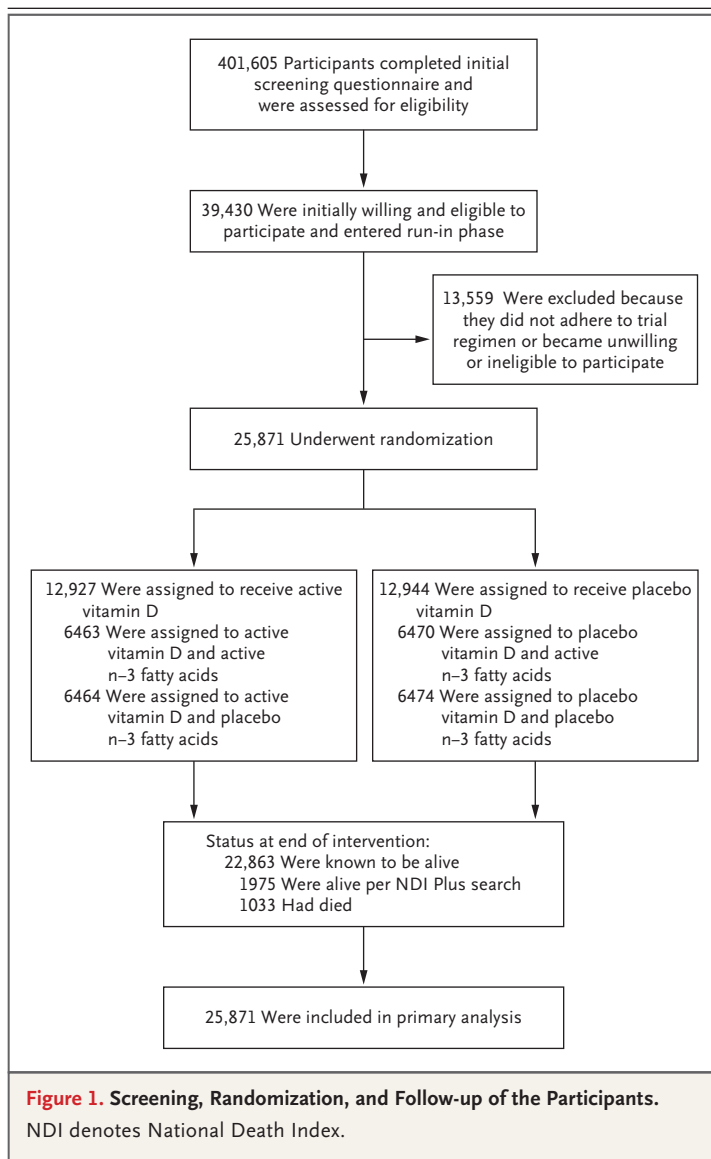 401,605 Participants completed initial
screening questionnaire and
were assessed for eligibility
39,430 Were initially willing and eligible to
participate and entered run-in phase
13,559 Were excluded because
they did not adhere to trial
regimen or became unwilling
or ineligible to participate
25,871 Underwent randomization
12,927 Were assigned to receive active
vitamin D
6463 Were assigned to active
vitamin D and active
n–3 fatty acids
6464 Were assigned to active
vitamin D and placebo
n–3 fatty acids
12,944 Were assigned to receive placebo
vitamin D
6470 Were assigned to placebo
vitamin D and active
n–3 fatty acids
6474 Were assigned to placebo
vitamin D and placebo
n–3 fatty acids
Status at end of intervention:
22,863 Were known to be alive
1975 Were alive per NDI Plus search
1033 Had died
25,871 Were included in primary analysis
Figure 1. Screening, Randomization, and Follow-up of the Participants.
NDI denotes National Death Index.